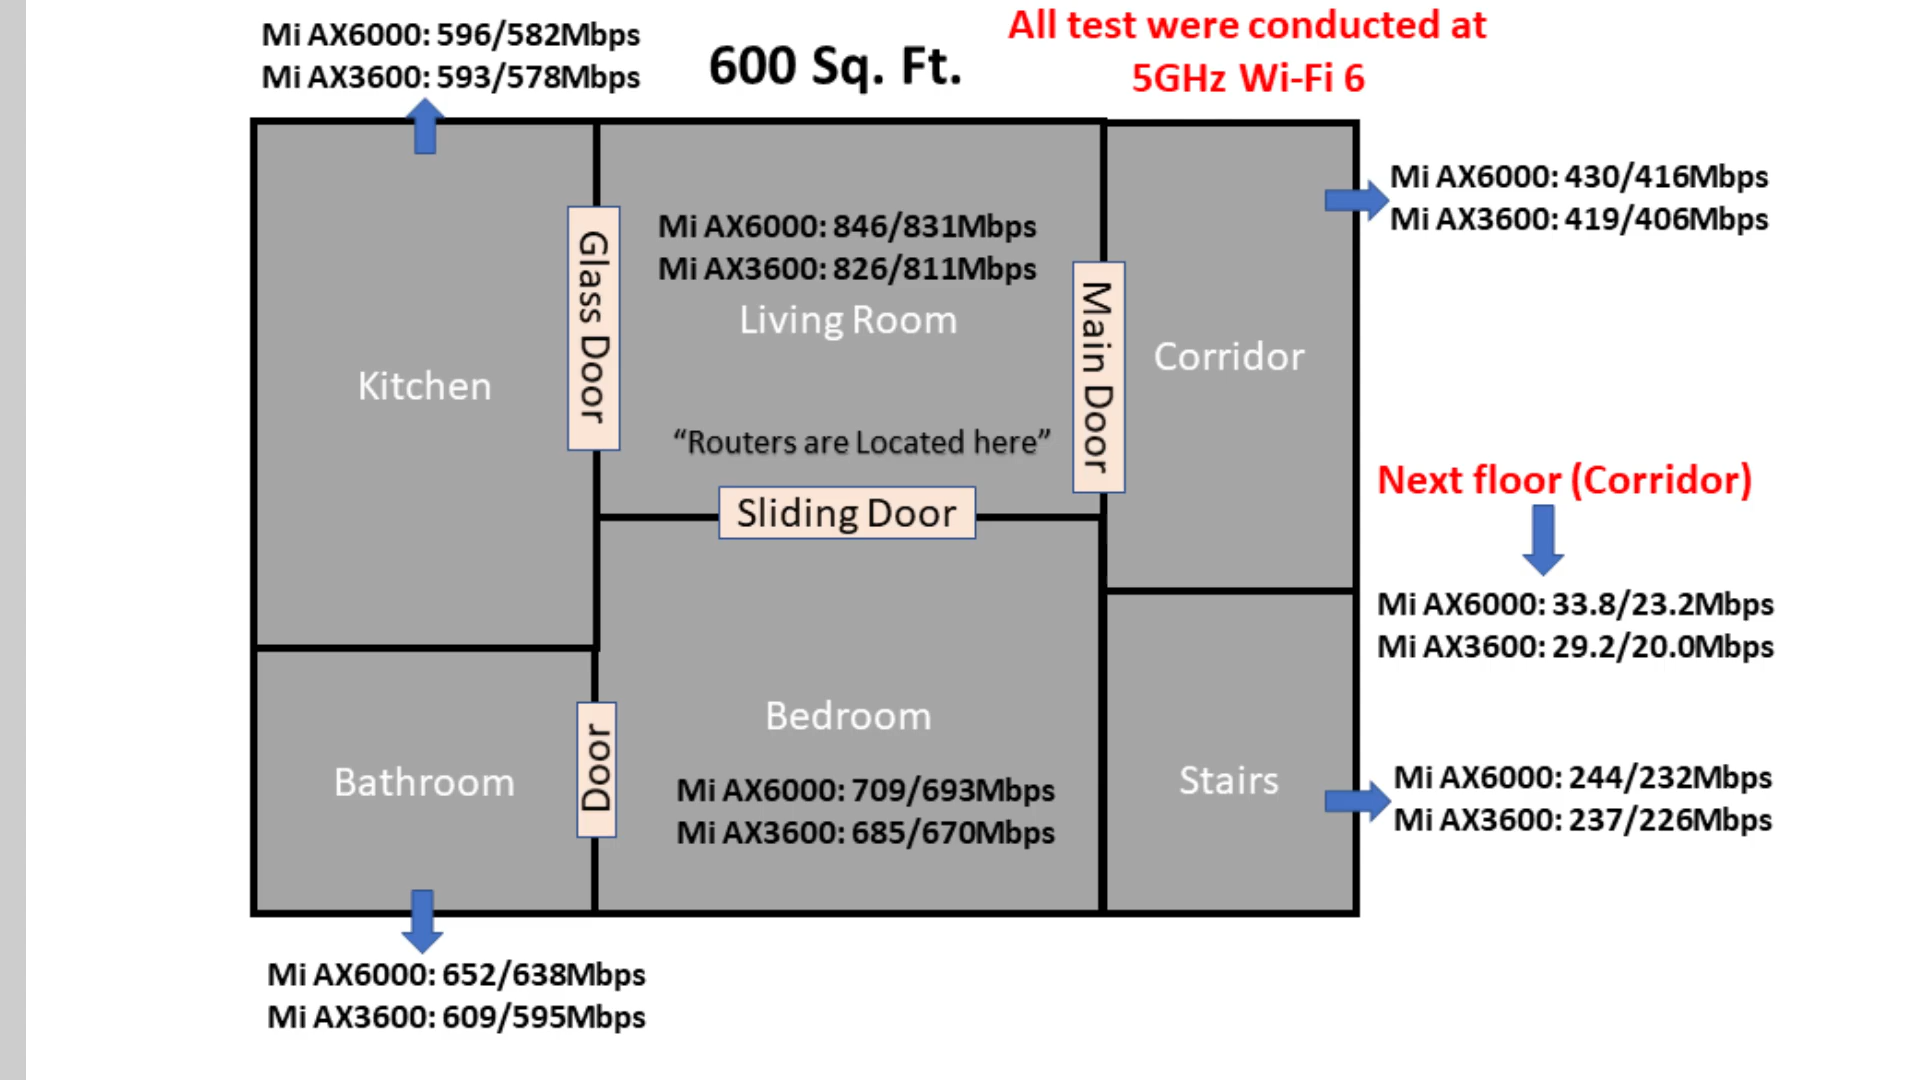 Mi AX6000: 596/582Mbps
Mi AX3600: 593/578Mbps
600 Sq. Ft.
All test were conducted at
5GHz Wi-Fi 6
Mi AX6000: 430/416Mbps
Mi AX3600: 419/406Mbps
Mi AX6000: 846/831Mbps
Mi AX3600: 826/811Mbps
Living Room
Glass Door
Main Door
Corridor
Kitchen
“Routers are Located here”
Sliding Door
Next floor (Corridor)
Mi AX6000: 33.8/23.2Mbps
Mi AX3600: 29.2/20.0Mbps
Bedroom
Mi AX6000: 709/693Mbps
Mi AX3600: 685/670Mbps
Bathroom
Door
Stairs
Mi AX6000: 244/232Mbps
Mi AX3600: 237/226Mbps
Mi AX6000: 652/638Mbps
Mi AX3600: 609/595Mbps